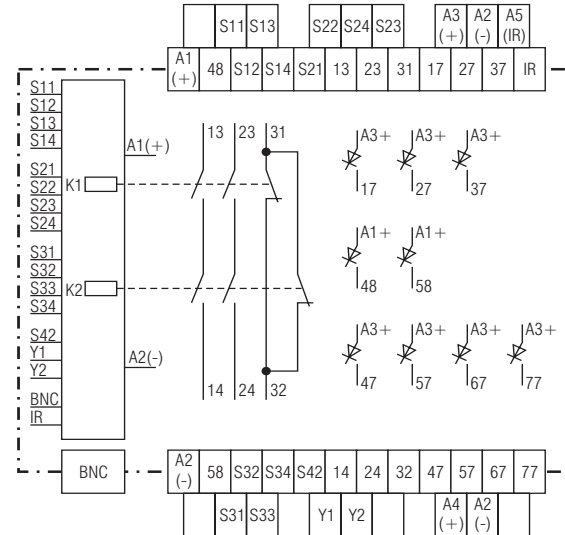 S11 S13 S22 S24 S23 A3 (+) A2 (-) A5 (IR)
A1 (+) 48 S12 S14 S21 13 23 31 17 27 37 IR
S11
S12
S13
S14
S21
S22
S23
S24
S31
S32
S33
S34
S42
Y1
Y2
BNC
IR
A1(+)
K1
K2
A2(-)
13 23 31
14 24 32
A3+ A3+ A3+
17 27 37
A1+ A1+
48 58
A3+ A3+ A3+ A3+
47 57 67 77
BNC
A2 (-) 58 S32 S34 S42 14 24 32 47 57 67 77
S31 S33 Y1 Y2 A4 (+) A2 (-)